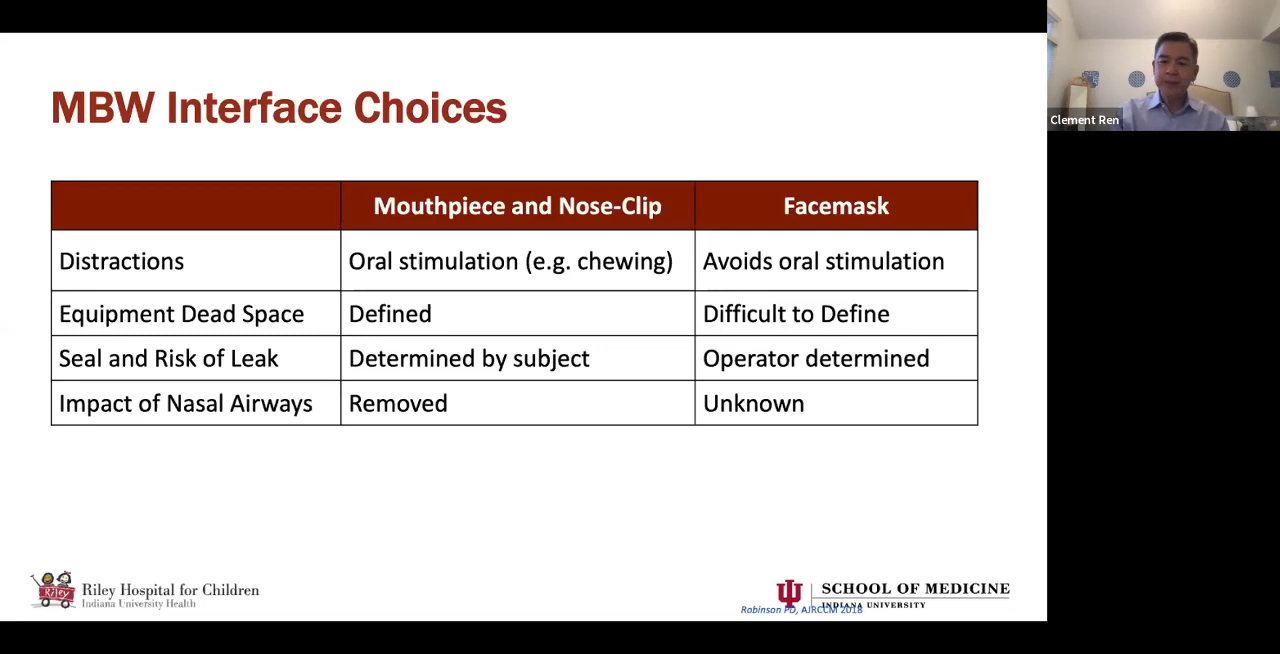 MBW Interface Choices
Clement Ren
Mouthpiece and Nose-Clip Facemask
Distractions Oral stimulation (e.g. chewing) Avoids oral stimulation
Equipment Dead Space Defined Difficult to Define
Seal and Risk of Leak Determined by subject Operator determined
Impact of Nasal Airways Removed Unknown
Riley
Riley Hospital for Children
Indiana University Health
SCHOOL OF MEDICINE
INDIANA UNIVERSITY
Robinson PD, AJRCCM 2018